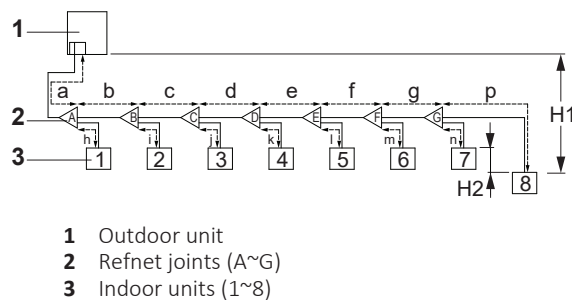 1
a b c d e f g p
H1
2 A B C D E F G
h i j k l m n
3 1 2 3 4 5 6 7
H2 8
1 Outdoor unit
2 Refnet joints (A~G)
3 Indoor units (1~8)